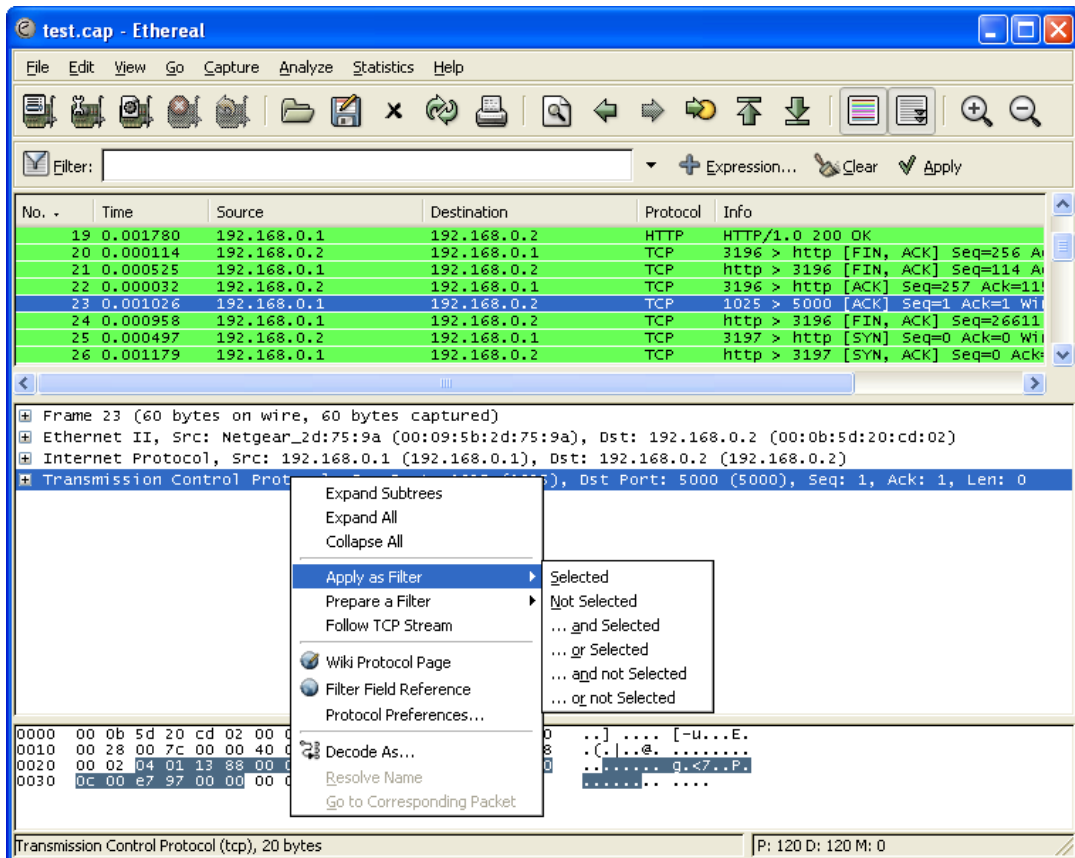 test.cap - Ethereal
File Edit View Go Capture Analyze Statistics Help
Filter: Expression... Clear Apply
No. Time Source Destination Protocol Info
19 0.001780 192.168.0.1 192.168.0.2 HTTP HTTP/1.0 200 OK
20 0.000114 192.168.0.2 192.168.0.1 TCP 3196 > http [FIN, ACK] Seq=256
21 0.000525 192.168.0.1 192.168.0.2 TCP http > 3196 [FIN, ACK] Seq=114
22 0.000032 192.168.0.2 192.168.0.1 TCP 3196 > http [ACK] Seq=257
23 0.001026 192.168.0.1 192.168.0.2 TCP 1025 > 5000 [ACK] Seq=1 Ack=1
24 0.000958 192.168.0.1 192.168.0.2 TCP http > 3196 [FIN, ACK] Seq=26611
25 0.000497 192.168.0.2 192.168.0.1 TCP 3197 > http [SYN] Seq=0 Ack=0
26 0.001179 192.168.0.1 192.168.0.2 TCP http > 3197 [SYN, ACK] Seq=0
Frame 23 (60 bytes on wire, 60 bytes captured)
Ethernet II, Src: Netgear_2d:75:9a (00:09:5b:2d:75:9a), Dst: 192.168.0.2 (00:0b:5d:20:cd:02)
Internet Protocol, Src: 192.168.0.1 (192.168.0.1), Dst: 192.168.0.2 (192.168.0.2)
Transmission Control Dst Port: 5000 (5000), Seq: 1, Ack: 1, Len: 0
Expand Subtrees
Expand All
Collapse All
Apply as Filter
Prepare a Filter
Follow TCP Stream
Wiki Protocol Page
Filter Field Reference
Protocol Preferences...
Decode As...
Resolve Name
Go to Corresponding Packet
Selected
Not Selected
... and Selected
... or Selected
... and not Selected
... or not Selected
0000 00 0b 5d 20 cd 02 00 0 ..] .... [-u...E.
0010 00 28 00 7c 00 00 40 8 .(.|..@. ........
0020 00 02 04 01 13 88 00 0 ........ g.<7..P.
0030 0c 00 e7 97 00 00 00 ........ ....
Transmission Control Protocol (tcp), 20 bytes P: 120 D: 120 M: 0